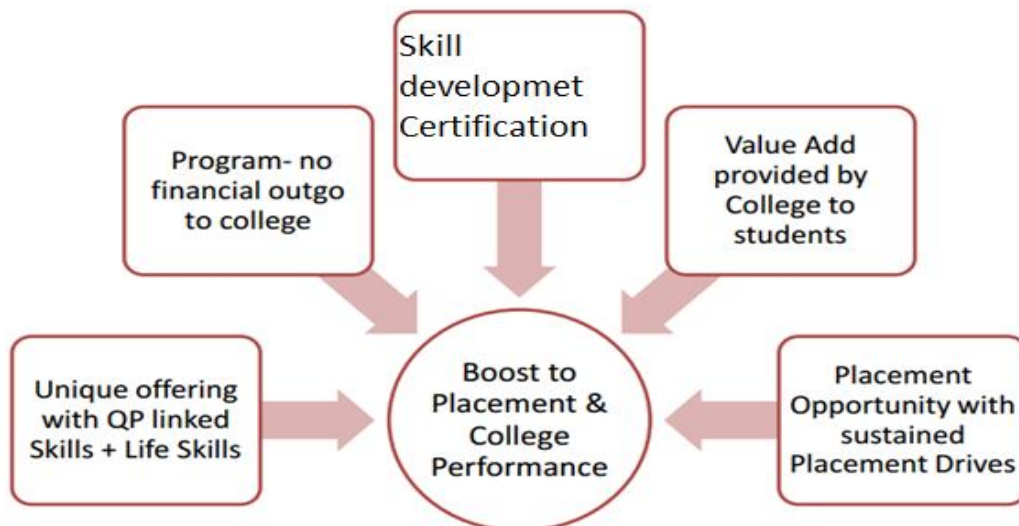 Skill
developmet
Certification
Program- no
financial outgo
to college
Value Add
provided by
College to
students
Unique offering
with QP linked
Skills + Life Skills
Boost to
Placement &
College
Performance
Placement
Opportunity with
sustained
Placement Drives